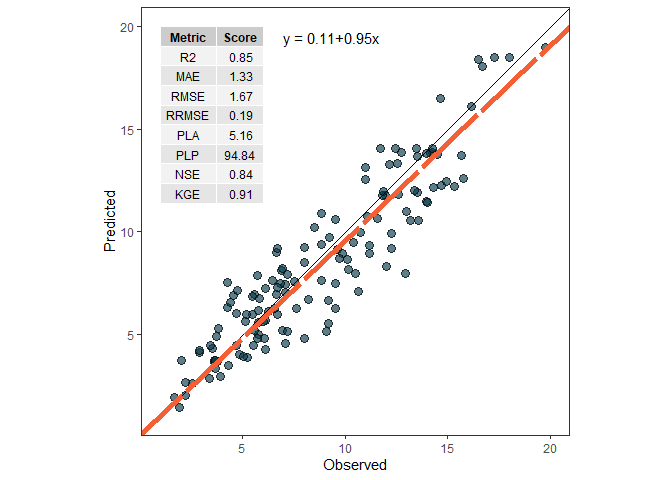 Metric Score
R2 0.85
MAE 1.33
RMSE 1.67
RRMSE 0.19
PLA 5.16
PLP 94.84
NSE 0.84
KGE 0.91
y = 0.11+0.95x
20
15
10
5
Predicted
5 10 15 20
Observed